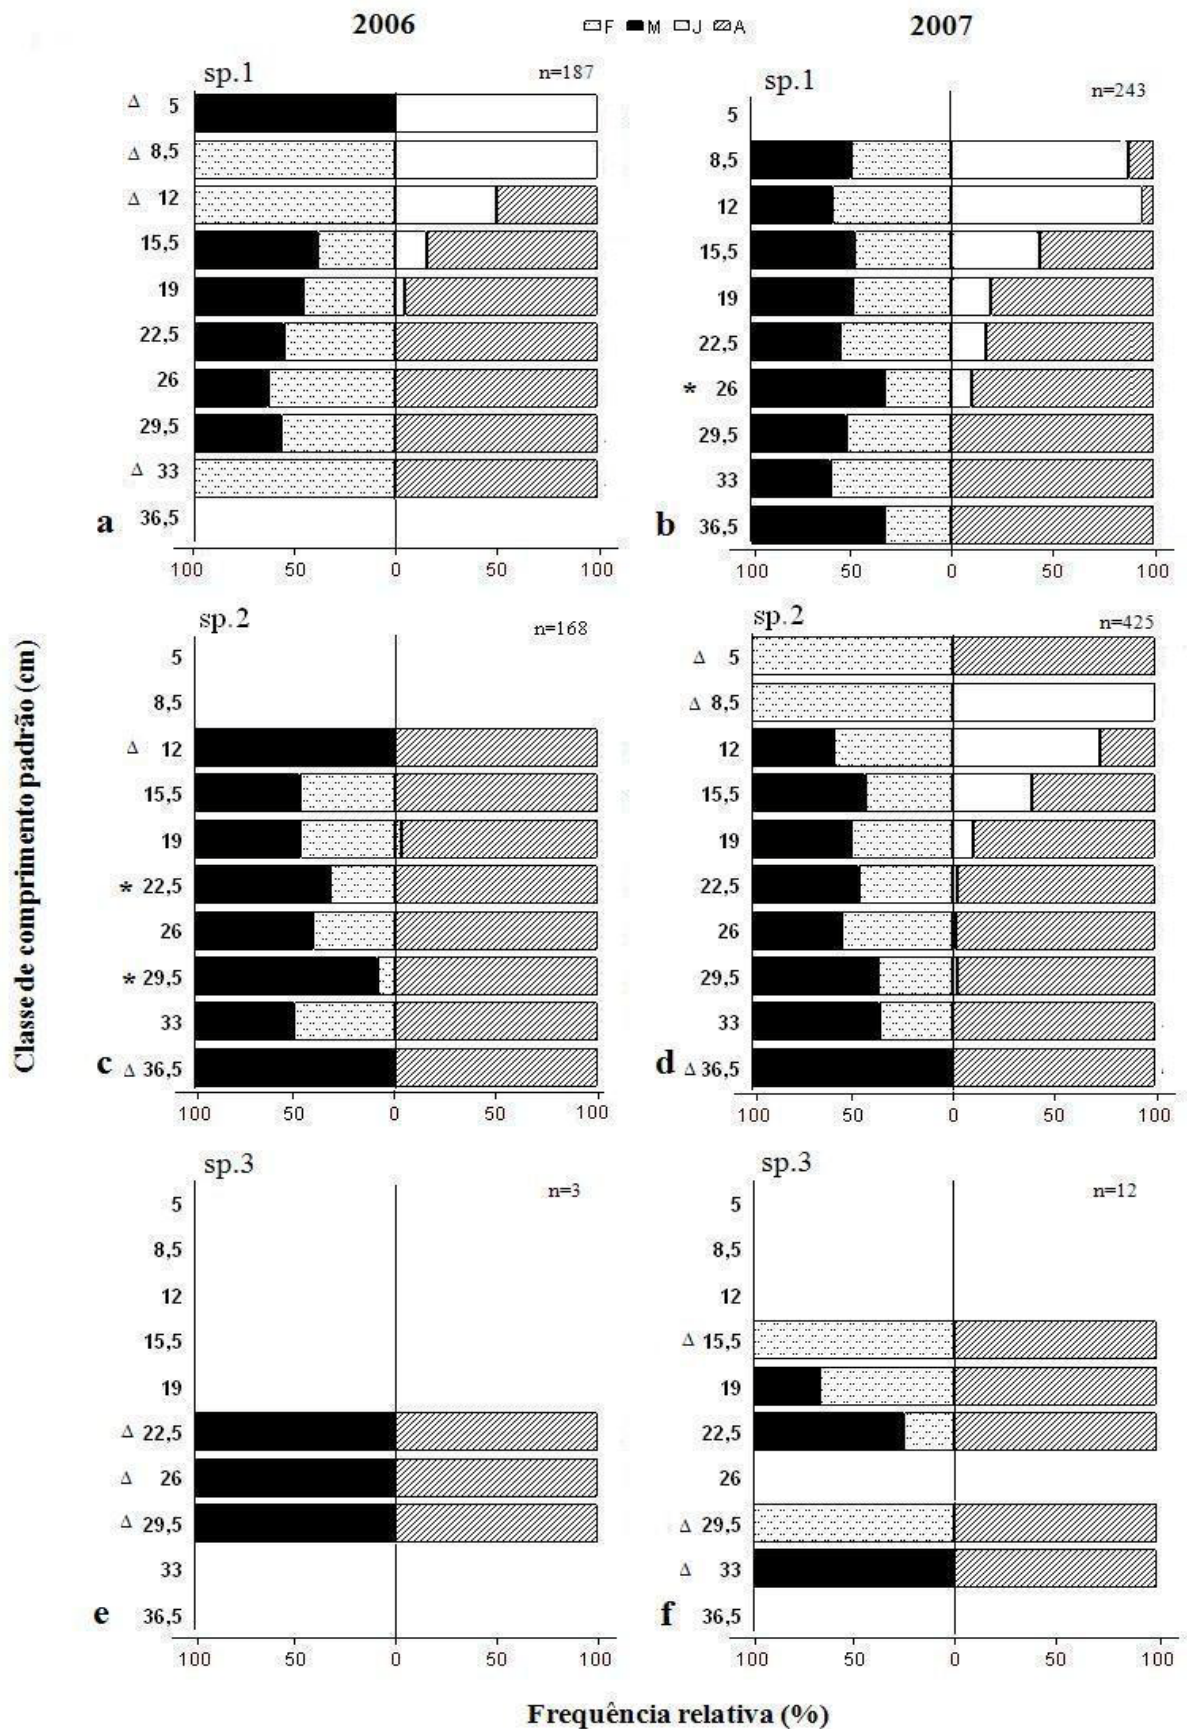 2006
F M J A
2007
sp.1
n=187
Δ 5
Δ 8,5
Δ 12
15,5
19
22,5
26
29,5
Δ 33
36,5
a
100 50 0 50 100
sp.1
n=243
5
8,5
12
15,5
19
22,5
* 26
29,5
33
36,5
b
100 50 0 50 100
Classe de comprimento padrão (cm)
sp.2
n=168
5
8,5
Δ 12
15,5
19
* 22,5
26
* 29,5
33
c Δ 36,5
100 50 0 50 100
sp.2
n=425
Δ 5
Δ 8,5
12
15,5
19
22,5
26
29,5
33
d Δ 36,5
100 50 0 50 100
sp.3
n=3
5
8,5
12
15,5
19
Δ 22,5
Δ 26
Δ 29,5
33
e 36,5
100 50 0 50 100
sp.3
n=12
5
8,5
12
Δ 15,5
19
22,5
26
Δ 29,5
Δ 33
f 36,5
100 50 0 50 100
Frequência relativa (%)